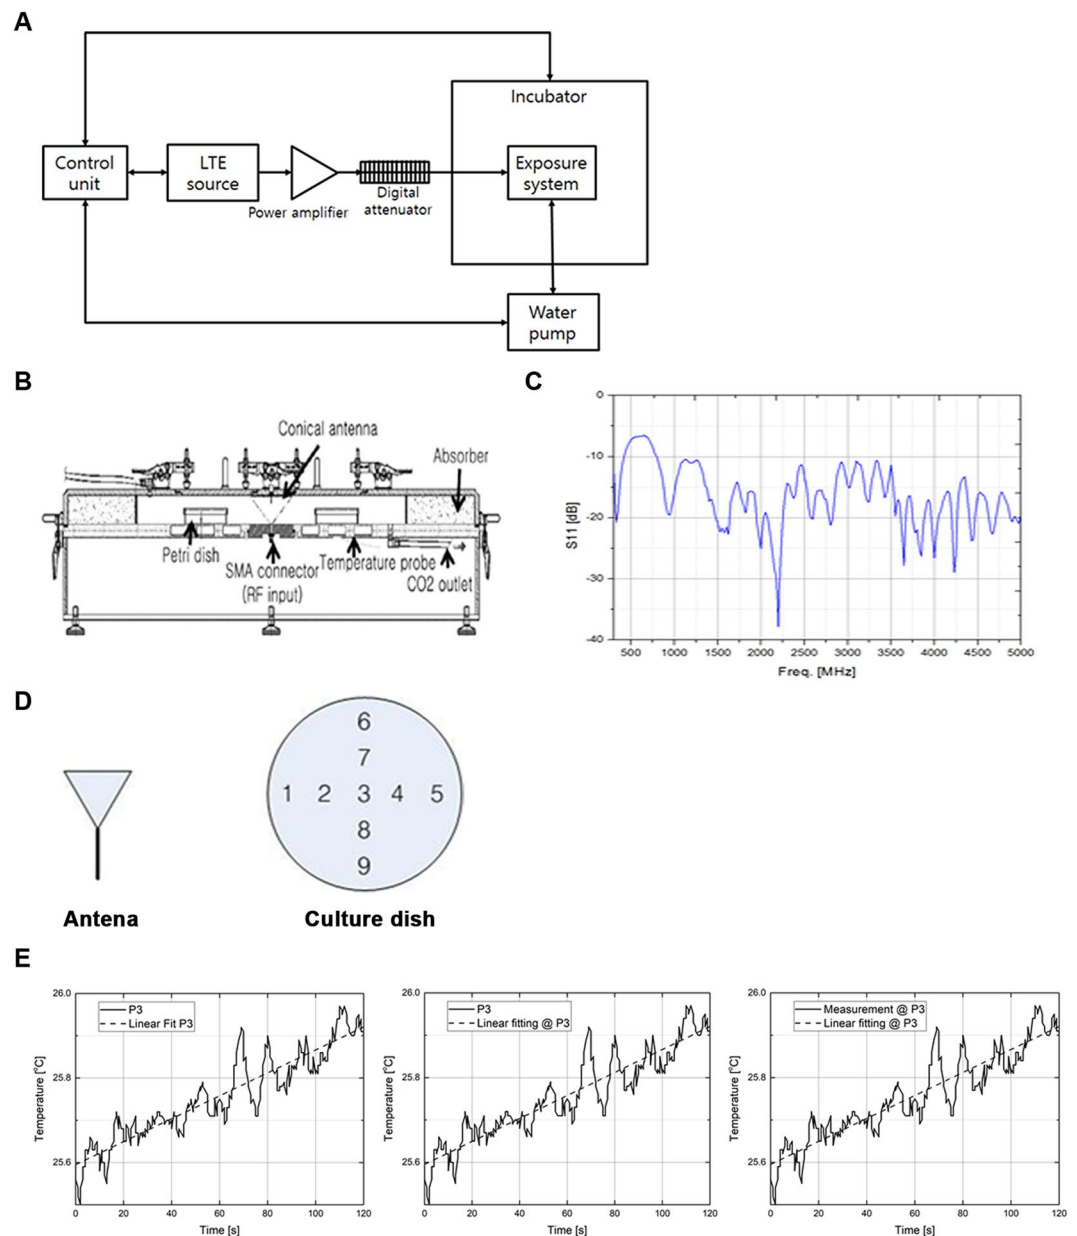 A
Incubator
Control
unit
LTE
source
Power amplifier
Digital
attenuator
Exposure
system
Water
pump
B
Conical antenna
Absorber
Petri dish
SMA connector
(RF input)
Temperature probe
CO2 outlet
C
0
-10
-20
-30
-40
S11 [dB]
500 1000 1500 2000 2500 3000 3500 4000 4500 5000
Freq. [MHz]
D
6
7
1 2 3 4 5
8
9
Antena
Culture dish
E
26.0
25.8
25.6
Temperature [°C]
P3
Linear Fit P3
0 20 40 60 80 100 120
Time [s]
26.0
25.8
25.6
Temperature [°C]
P3
Linear fitting @ P3
0 20 40 60 80 100 120
Time [s]
26.0
25.8
25.6
Temperature [°C]
Measurement @ P3
Linear fitting @ P3
0 20 40 60 80 100 120
Time [s]